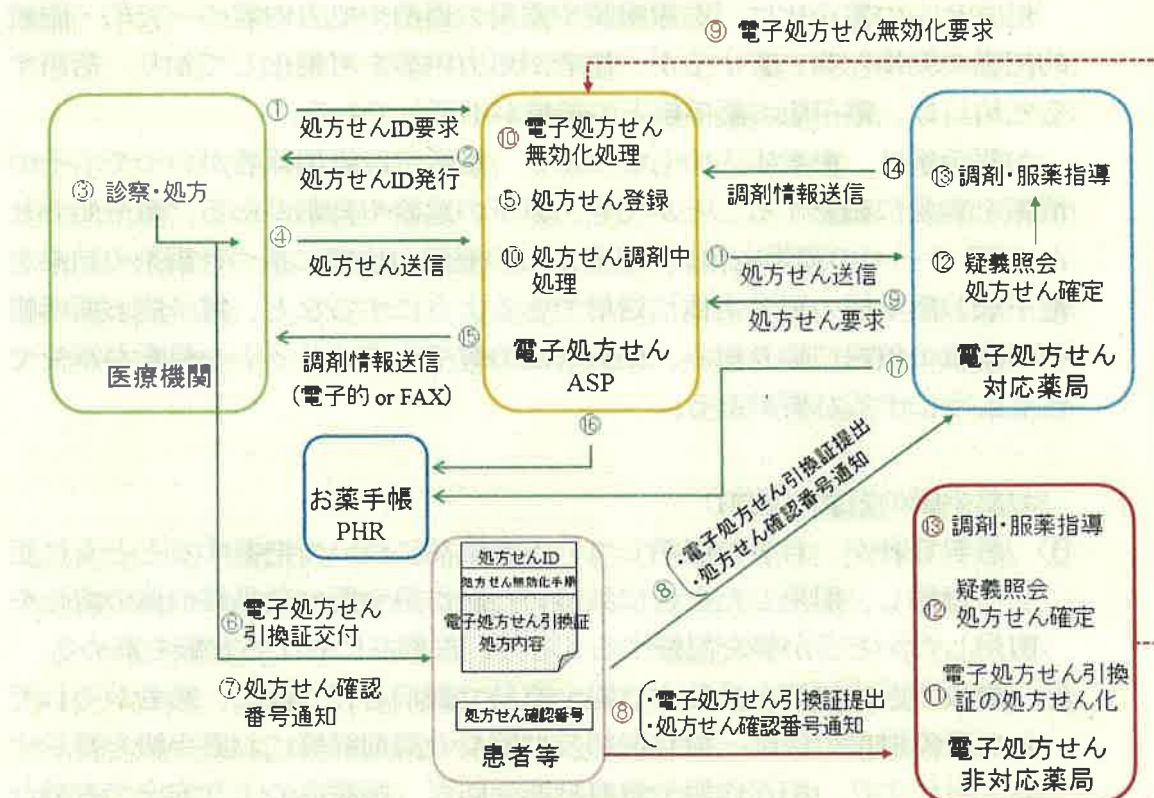 ⑨ 電子処方せん無効化要求
①
処方せんID要求
②
処方せんID発行
③ 診察・処方
④
処方せん送信
⑮
調剤情報送信
(電子的 or FAX)
医療機関
⑩ 電子処方せん
無効化処理
⑤ 処方せん登録
⑩ 処方せん調剤中
処理
電子処方せん
ASP
⑭
調剤情報送信
⑪
処方せん送信
⑨
処方せん要求
⑬調剤・服薬指導
⑫ 疑義照会
処方せん確定
電子処方せん
対応薬局
⑰
⑯
お薬手帳
PHR
⑧
・電子処方せん引換証提出
・処方せん確認番号通知
⑥電子処方せん
引換証交付
⑦処方せん確認
番号通知
処方せんID
処方せん無効化手順
電子処方せん引換証
処方内容
処方せん確認番号
患者等
⑧
・電子処方せん引換証提出
・処方せん確認番号通知
⑬ 調剤・服薬指導
⑫ 疑義照会
処方せん確定
⑪ 電子処方せん引換
証の処方せん化
電子処方せん
非対応薬局